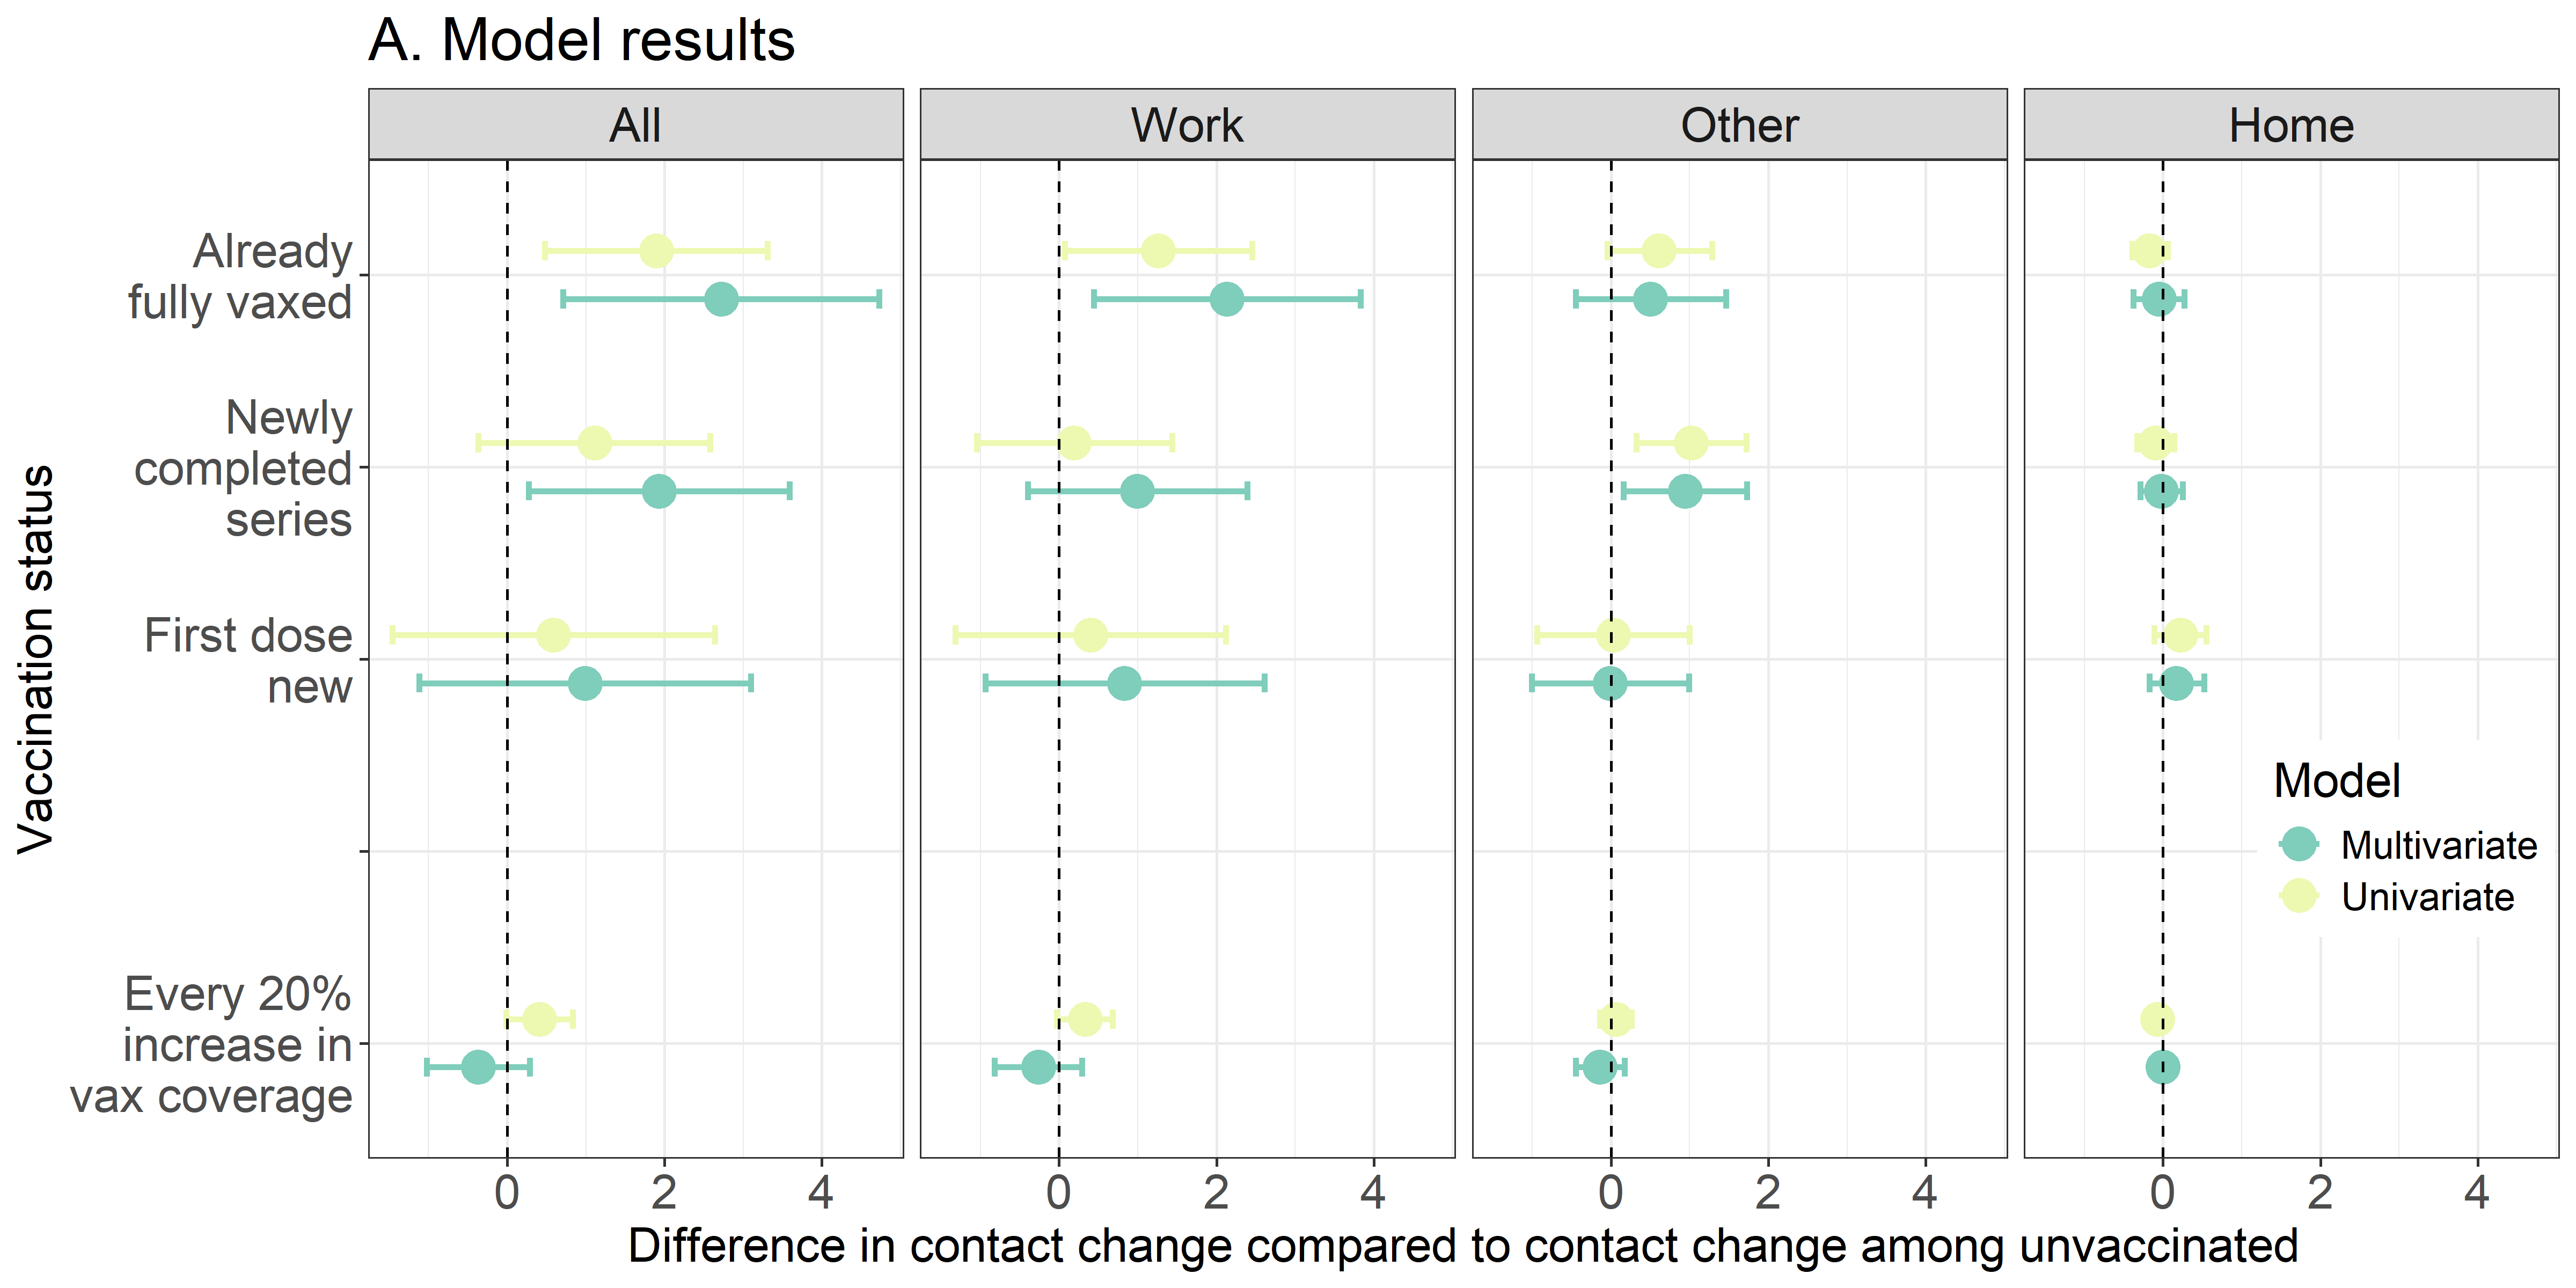 A. Model results
All
Work
Other
Home
Vaccination status
Already
fully vaxed
Newly
completed
series
First dose
new
Every 20%
increase in
vax coverage
Model
Multivariate
Univariate
0 2 4
0 2 4
0 2 4
0 2 4
Difference in contact change compared to contact change among unvaccinated